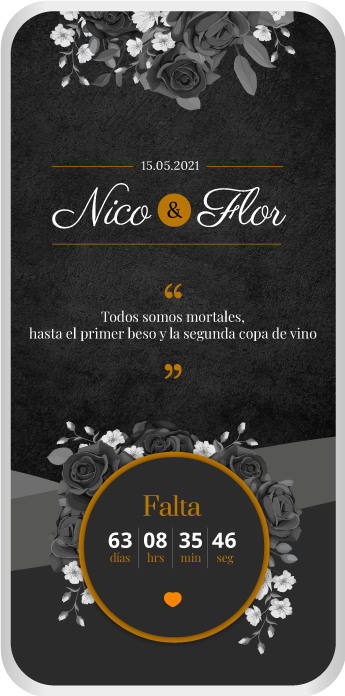 15.05.2021
Nico & Flor
“
Todos somos mortales,
hasta el primer beso y la segunda copa de vino
”
Falta
63 08 35 46
días hrs min seg